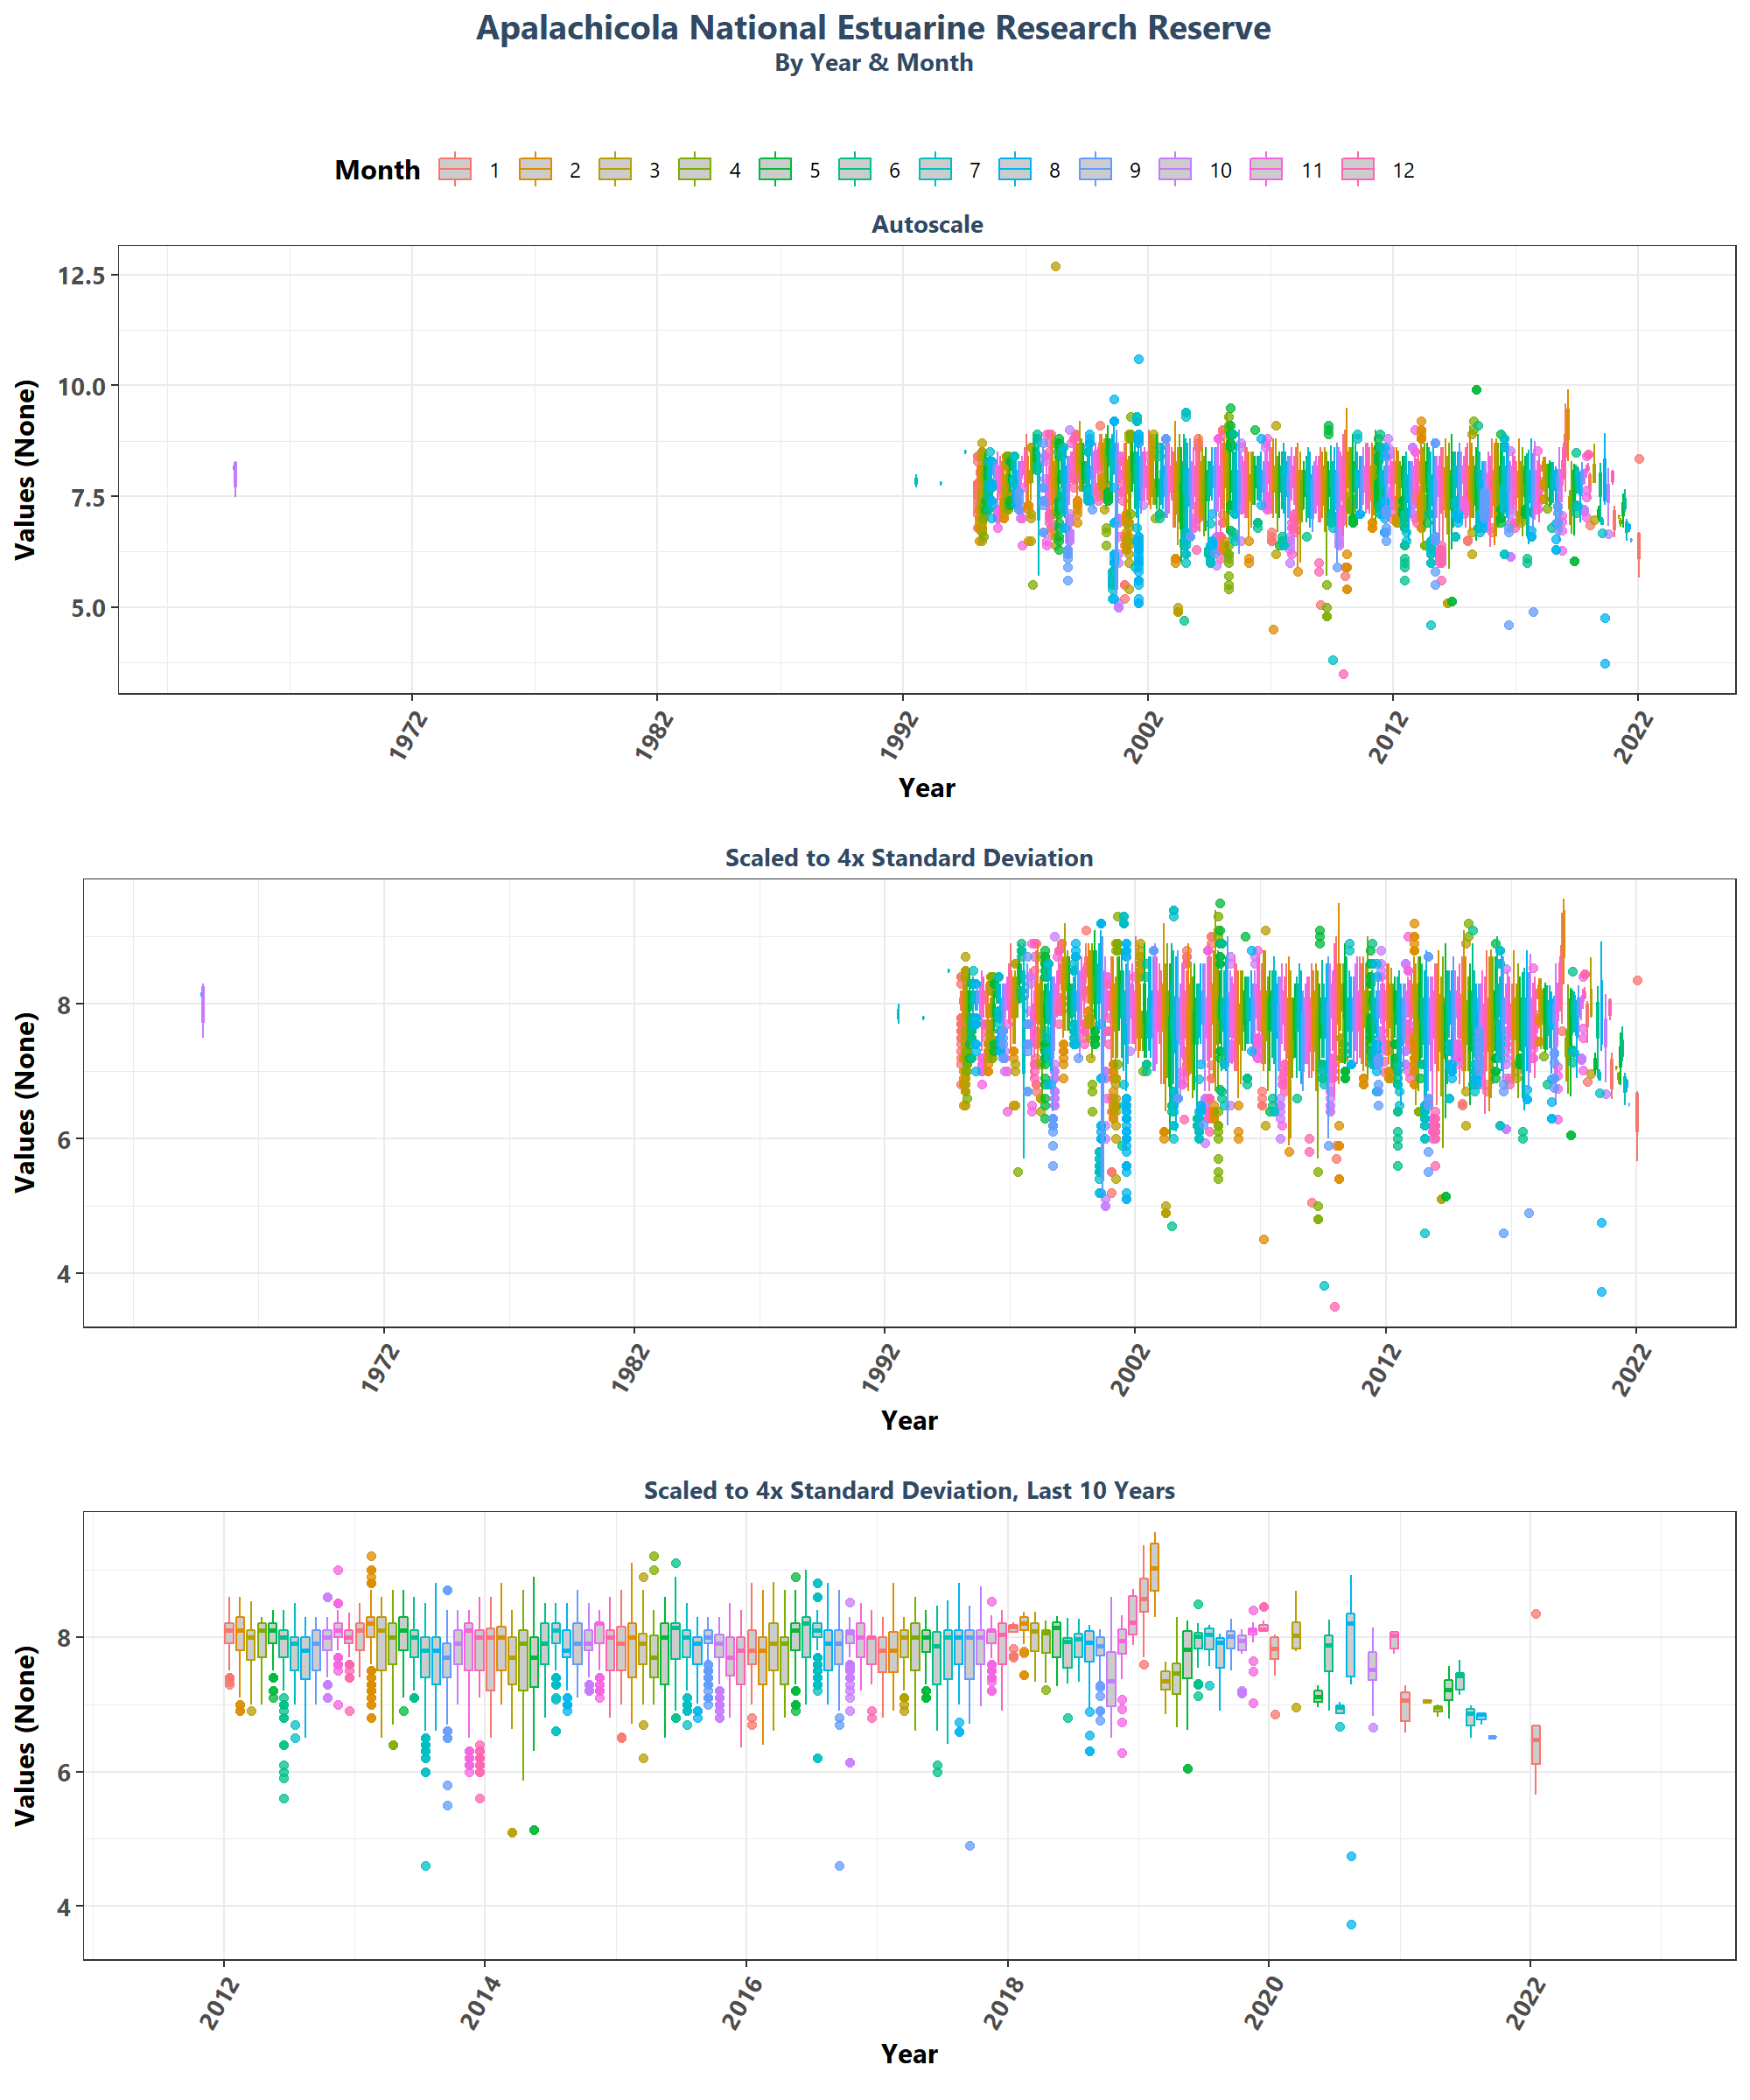 Apalachicola National Estuarine Research Reserve
By Year & Month
Month 1 2 3 4 5 6 7 8 9 10 11 12
Autoscale
Values (None)
12.5
10.0
7.5
5.0
1972 1982 1992 2002 2012 2022
Year
Scaled to 4x Standard Deviation
Values (None)
8
6
4
1972 1982 1992 2002 2012 2022
Year
Scaled to 4x Standard Deviation, Last 10 Years
Values (None)
8
6
4
2012 2014 2016 2018 2020 2022
Year